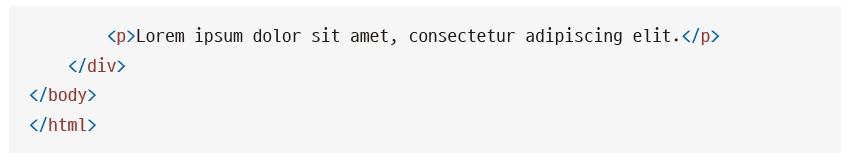 <p>Lorem ipsum dolor sit amet, consectetur adipiscing elit.</p>
</div>
</body>
</html>